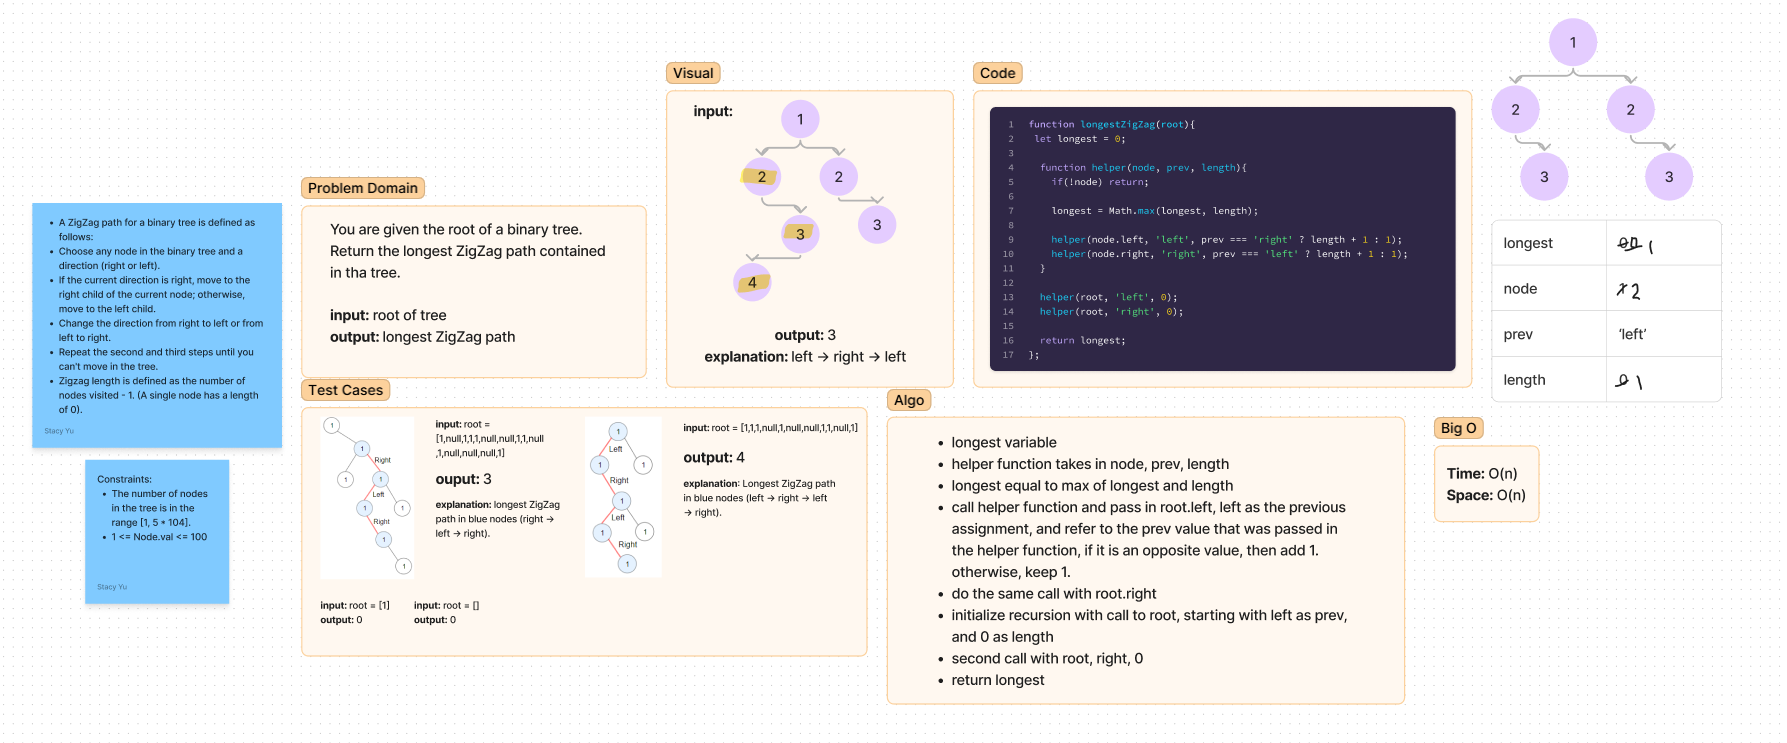 A ZigZag path for a binary tree is defined as
follows:
Choose any node in the binary tree and a
direction (right or left).
If the current direction is right, move to the
right child of the current node; otherwise,
move to the left child.
Change the direction from right to left or from
left to right.
Repeat the second and third steps until you
can't move in the tree.
Zigzag length is defined as the number of
nodes visited - 1. (A single node has a length
of 0).
Stacy Yu
Constraints:
The number of nodes
in the tree is in the
range [1, 5 * 104].
1 <= Node.val <= 100
Stacy Yu
Problem Domain
You are given the root of a binary tree.
Return the longest ZigZag path contained
in tha tree.
input: root of tree
output: longest ZigZag path
Visual
input:
1
2
2
3
3
4
output: 3
explanation: left → right → left
Code
1 function longestZigZag(root){
2 let longest = 0;
3
4 function helper(node, prev, length){
5 if(!node) return;
6
7 longest = Math.max(longest, length);
8
9 helper(node.left, 'left', prev === 'right' ? length + 1 : 1);
10 helper(node.right, 'right', prev === 'left' ? length + 1 : 1);
11 }
12
13 helper(root, 'left', 0);
14 helper(root, 'right', 0);
15
16 return longest;
17 };
1
2
2
3
3
longest 1
node 1 2
prev 'left'
length 0 1
Test Cases
1
1
Right
1
1
Left
1
1
Right
1
1
input: root =
[1,null,1,1,1,null,null,1,1,null
,1,null,null,null,1]
ouput: 3
explanation: longest ZigZag
path in blue nodes (right →
left → right).
1
Left
1
1
Right
1
Left
1
1
Right
1
input: root = [1,1,1,null,1,null,null,1,1,null,1]
output: 4
explanation: Longest ZigZag path
in blue nodes (left → right → left
→ right).
input: root = [1]
output: 0
input: root = []
output: 0
Algo
longest variable
helper function takes in node, prev, length
longest equal to max of longest and length
call helper function and pass in root.left, left as the previous
assignment, and refer to the prev value that was passed in
the helper function, if it is an opposite value, then add 1.
otherwise, keep 1.
do the same call with root.right
initialize recursion with call to root, starting with left as prev,
and 0 as length
second call with root, right, 0
return longest
Big O
Time: O(n)
Space: O(n)